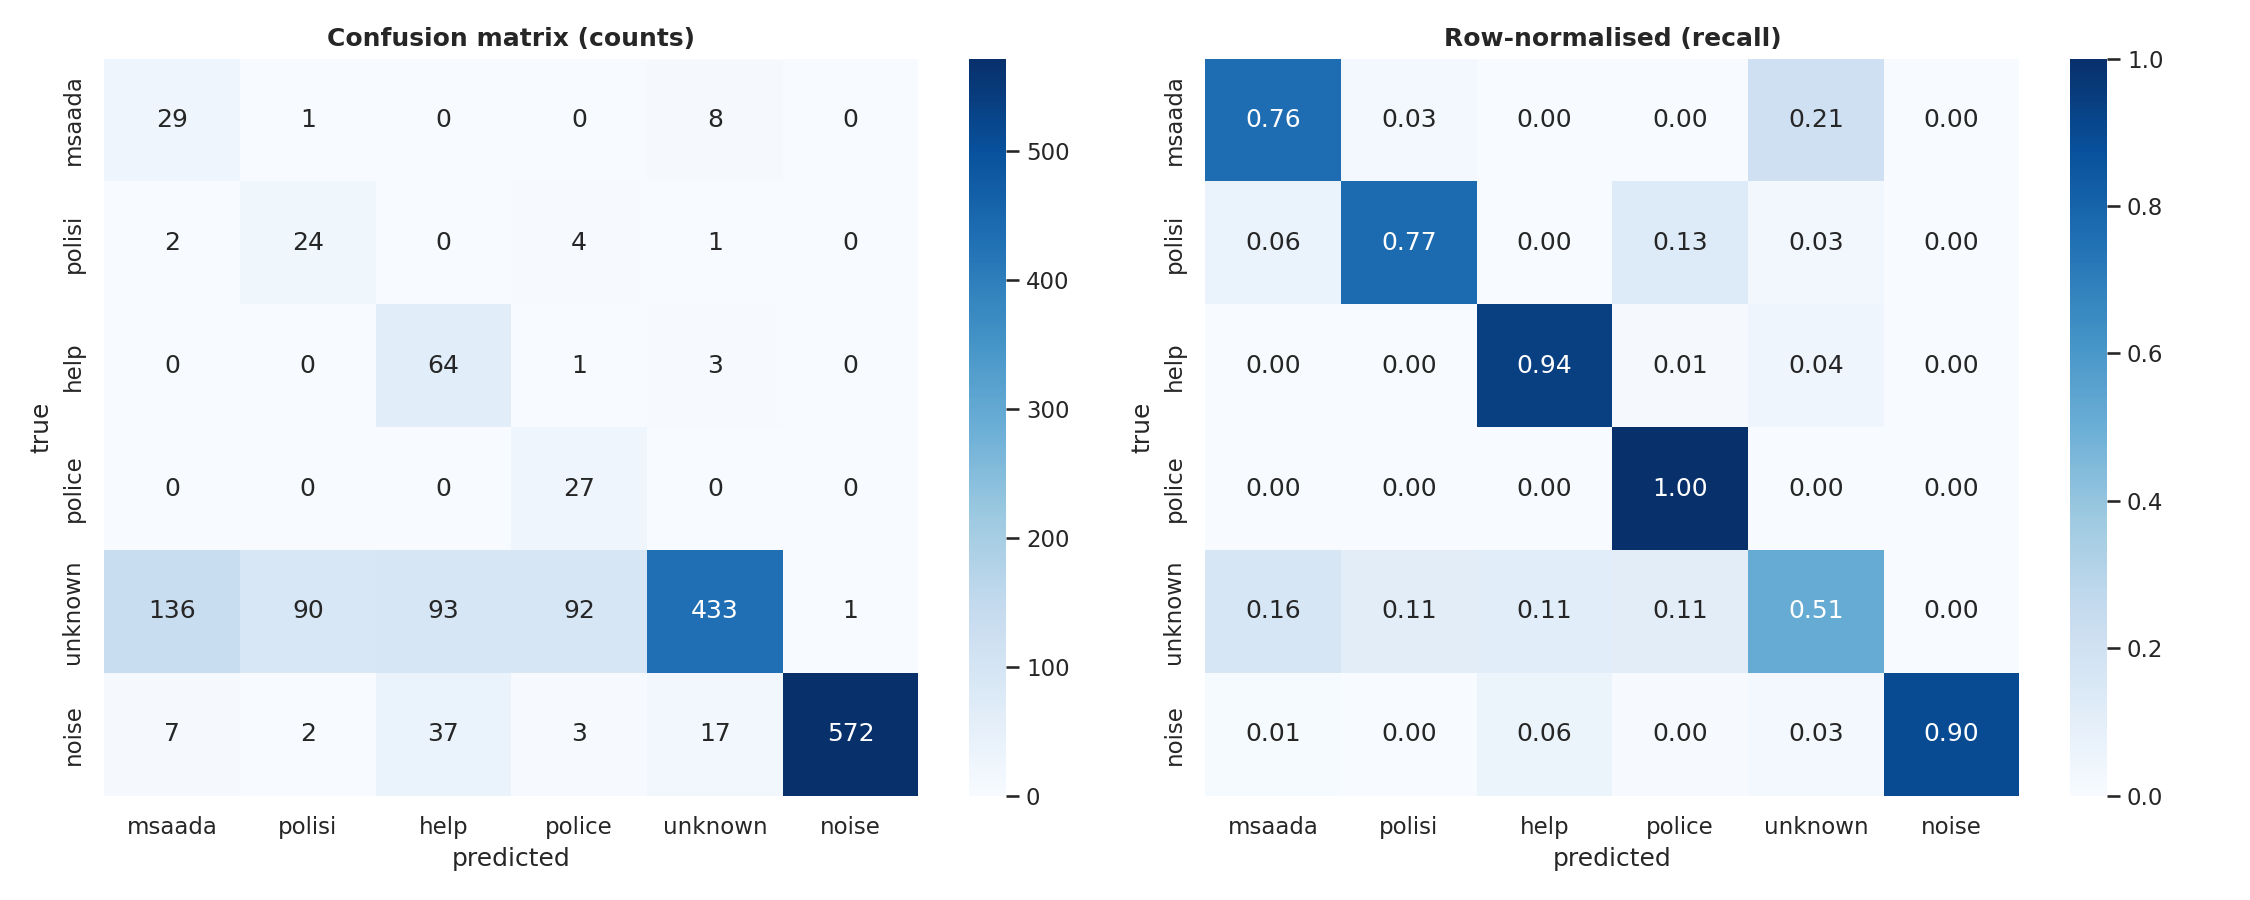 Confusion matrix (counts)
true
msaada 29 1 0 0 8 0
polisi 2 24 0 4 1 0
help 0 0 64 1 3 0
police 0 0 0 27 0 0
unknown 136 90 93 92 433 1
noise 7 2 37 3 17 572
msaada polisi help police unknown noise
predicted
500
400
300
200
100
0
Row-normalised (recall)
true
msaada 0.76 0.03 0.00 0.00 0.21 0.00
polisi 0.06 0.77 0.00 0.13 0.03 0.00
help 0.00 0.00 0.94 0.01 0.04 0.00
police 0.00 0.00 0.00 1.00 0.00 0.00
unknown 0.16 0.11 0.11 0.11 0.51 0.00
noise 0.01 0.00 0.06 0.00 0.03 0.90
msaada polisi help police unknown noise
predicted
1.0
0.8
0.6
0.4
0.2
0.0